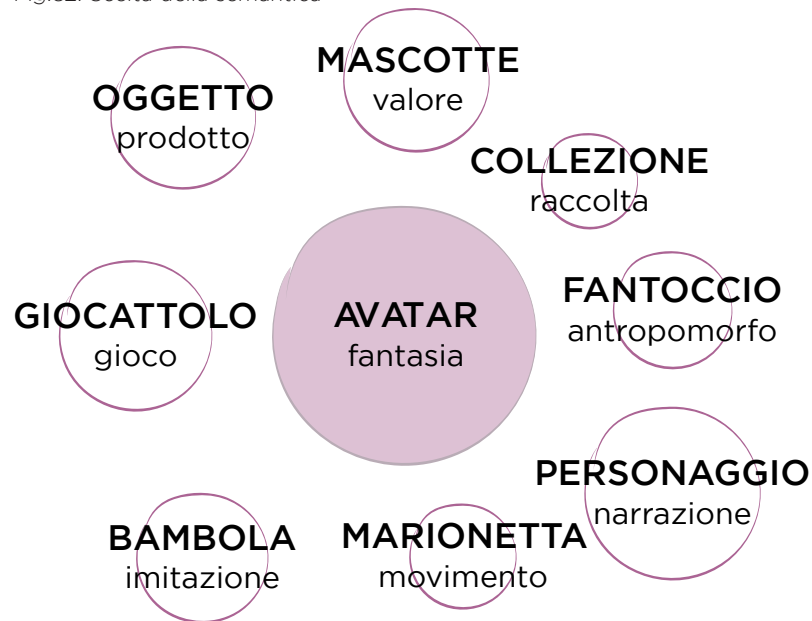 MASCOTTE
valore
OGGETTO
prodotto
COLLEZIONE
raccolta
FANTOCCIO
antropomorfo
AVATAR
fantasia
GIOCATTOLO
gioco
PERSONAGGIO
narrazione
MARIONETTA
movimento
BAMBOLA
imitazione